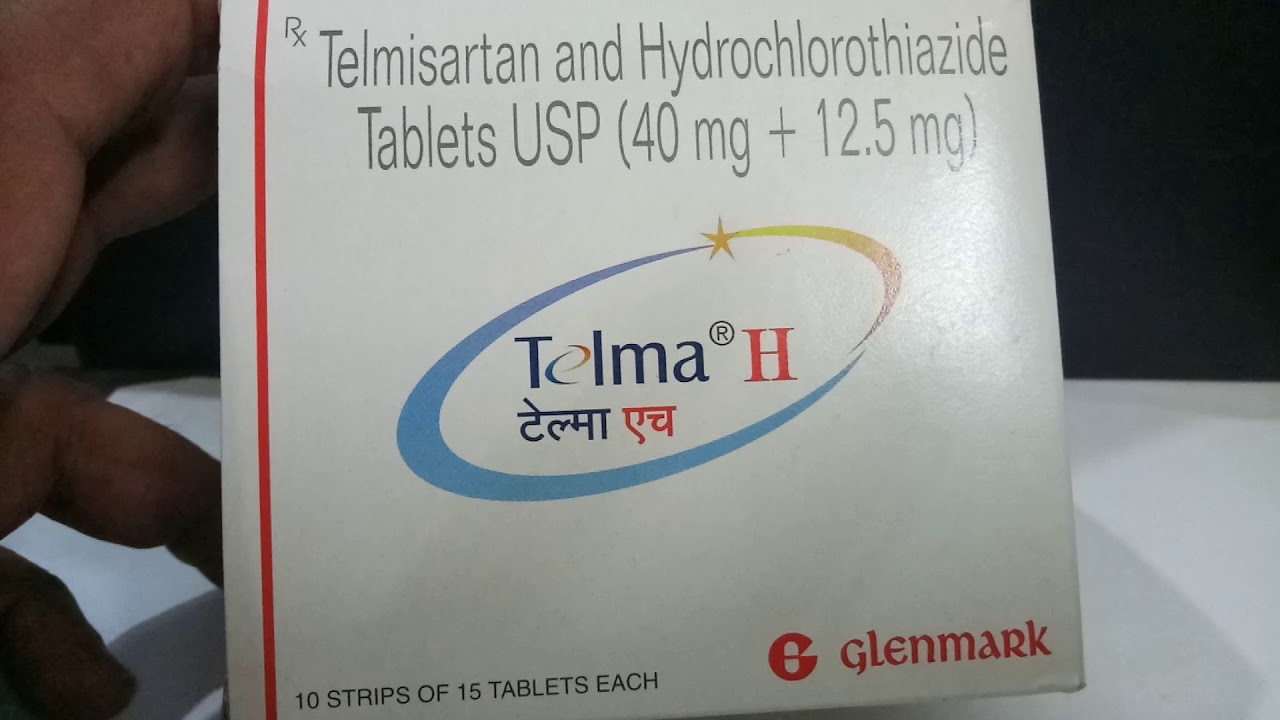 Rx Telmisartan and Hydrochlorothiazide
Tablets USP (40 mg + 12.5 mg)
Telma® H
टेल्मा एच
G GLENMARK
10 STRIPS OF 15 TABLETS EACH